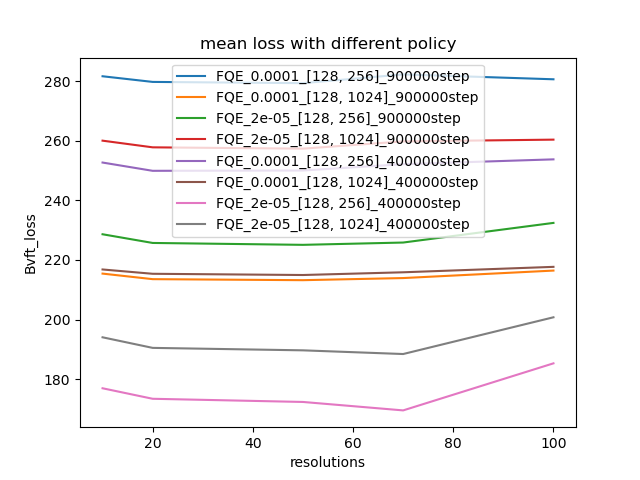 mean loss with different policy
FQE_0.0001_[128, 256]_900000step
FQE_0.0001_[128, 1024]_900000step
FQE_2e-05_[128, 256]_900000step
FQE_2e-05_[128, 1024]_900000step
FQE_0.0001_[128, 256]_400000step
FQE_0.0001_[128, 1024]_400000step
FQE_2e-05_[128, 256]_400000step
FQE_2e-05_[128, 1024]_400000step
Bvft_loss
280
260
240
220
200
180
20 40 60 80 100
resolutions